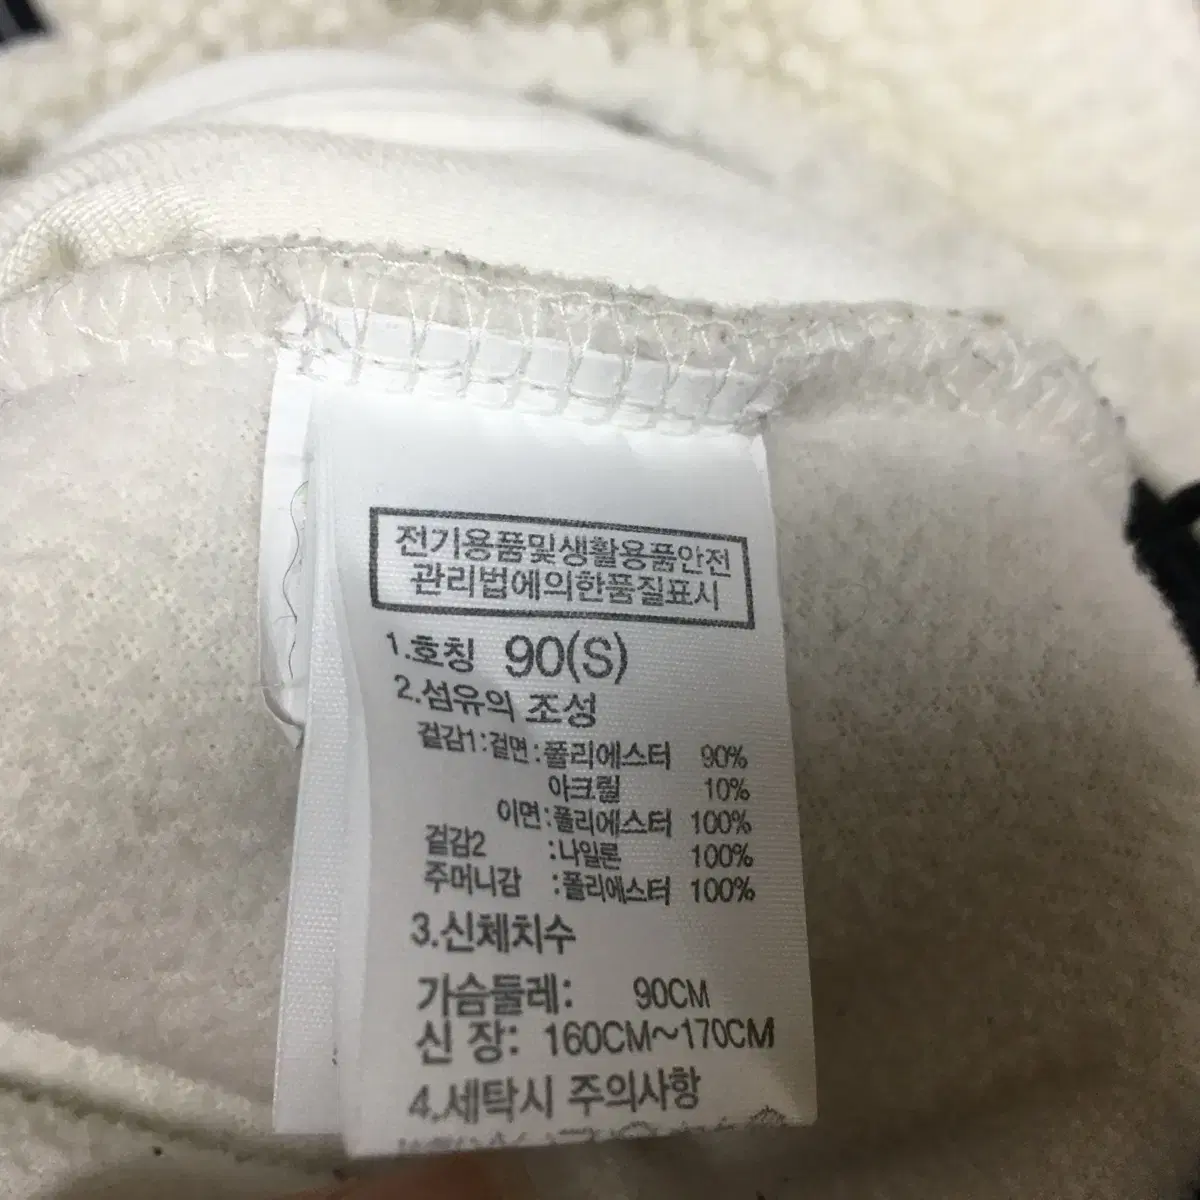 전기용품및생활용품안전
관리법에의한품질표시
1.호칭 90(S)
2.섬유의 조성
겉감1:겉면:폴리에스터 90%
아크릴 10%
이면:폴리에스터 100%
겉감2 :나일론 100%
주머니감 :폴리에스터 100%
3.신체치수
가슴둘레: 90CM
신 장: 160CM~170CM
4.세탁시 주의사항